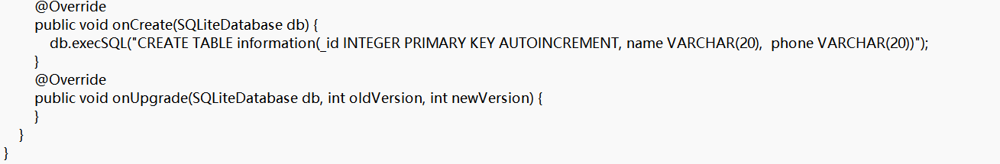 @Override
public void onCreate(SQLiteDatabase db) {
db.execSQL("CREATE TABLE information(_id INTEGER PRIMARY KEY AUTOINCREMENT, name VARCHAR(20),  phone VARCHAR(20))");
}
@Override
public void onUpgrade(SQLiteDatabase db, int oldVersion, int newVersion) {
}
}
}